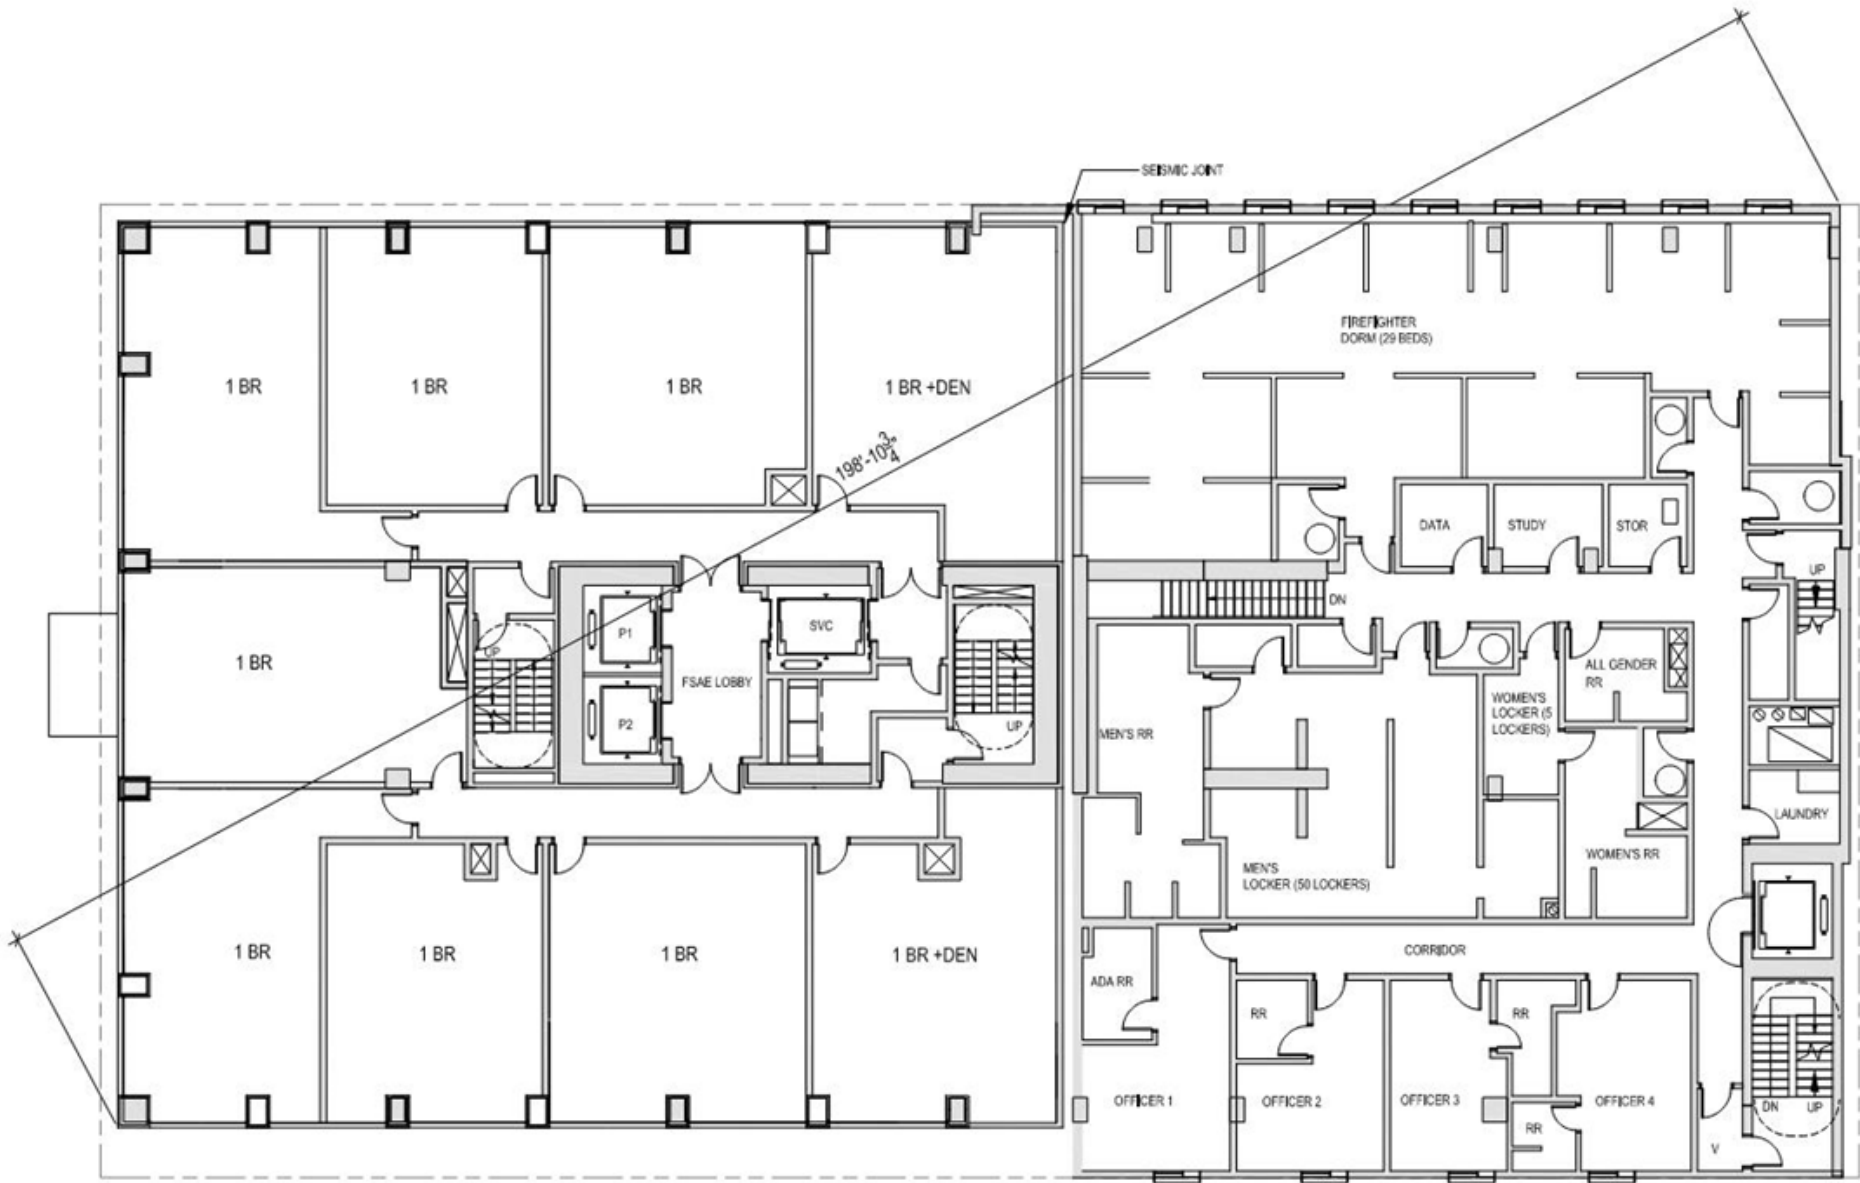 SEISMIC JOINT
FIREFIGHTER
DORM (29 BEDS)
1 BR
1 BR
1 BR
1 BR +DEN
198'-10 3/4"
DATA
STUDY
STOR
UP
DN
P1
SVC
1 BR
UP
FSAE LOBBY
ALL GENDER
RR
WOMEN'S
LOCKER (5
LOCKERS)
P2
UP
MEN'S RR
LAUNDRY
WOMEN'S RR
MEN'S
LOCKER (50 LOCKERS)
1 BR
1 BR
1 BR
1 BR +DEN
CORRIDOR
ADA RR
RR
RR
OFFICER 1
OFFICER 2
OFFICER 3
OFFICER 4
DN
UP
RR
V